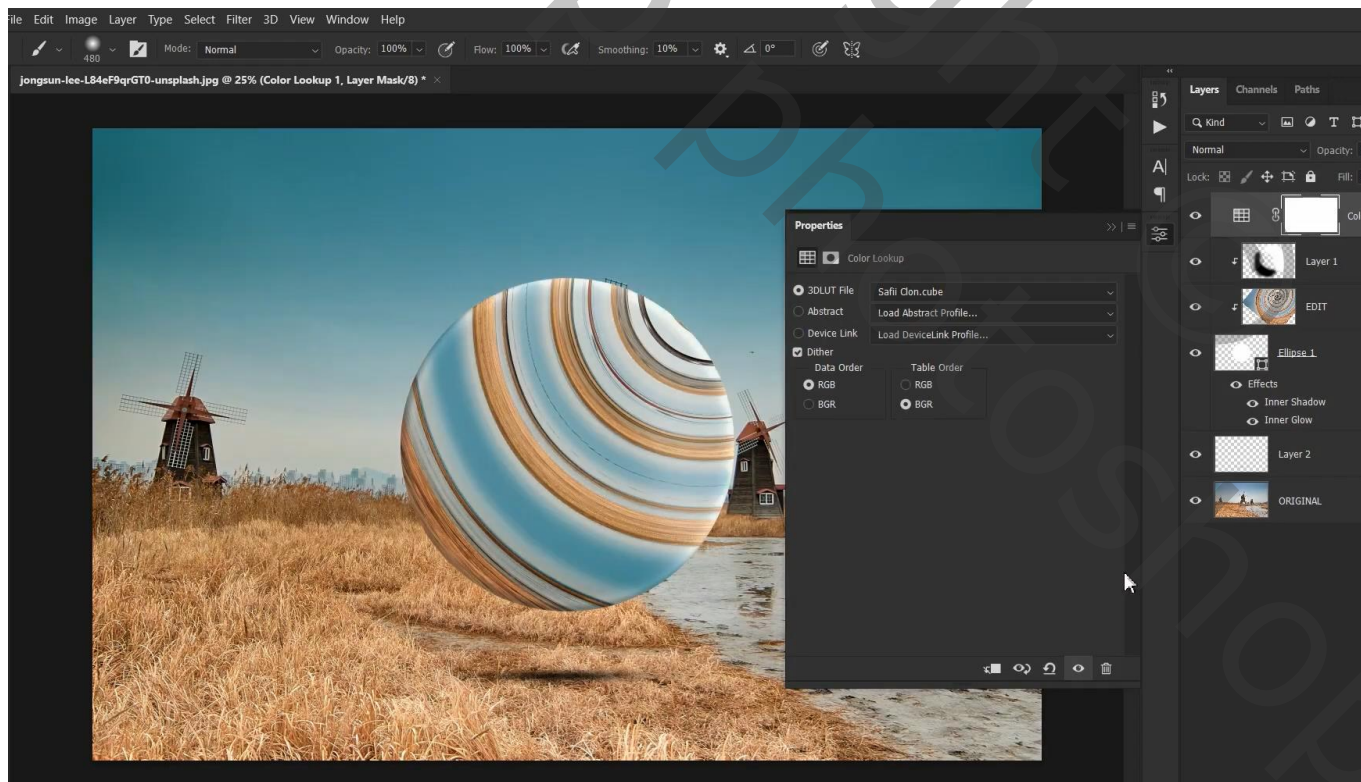 File Edit Image Layer Type Select Filter 3D View Window Help
480 Mode: Normal Opacity: 100% Flow: 100% Smoothing: 10% 0°
jongsun-lee-L84eF9qrGT0-unsplash.jpg @ 25% (Color Lookup 1, Layer Mask/8) * ×
Layers Channels Paths
Kind
Normal Opacity:
Lock: Fill:
Col
Layer 1
EDIT
Ellipse 1
Effects
Inner Shadow
Inner Glow
Layer 2
ORIGINAL
Properties
Color Lookup
3DLUT File Safii Clon.cube
Abstract Load Abstract Profile...
Device Link Load DeviceLink Profile...
Dither
Data Order Table Order
RGB RGB
BGR BGR